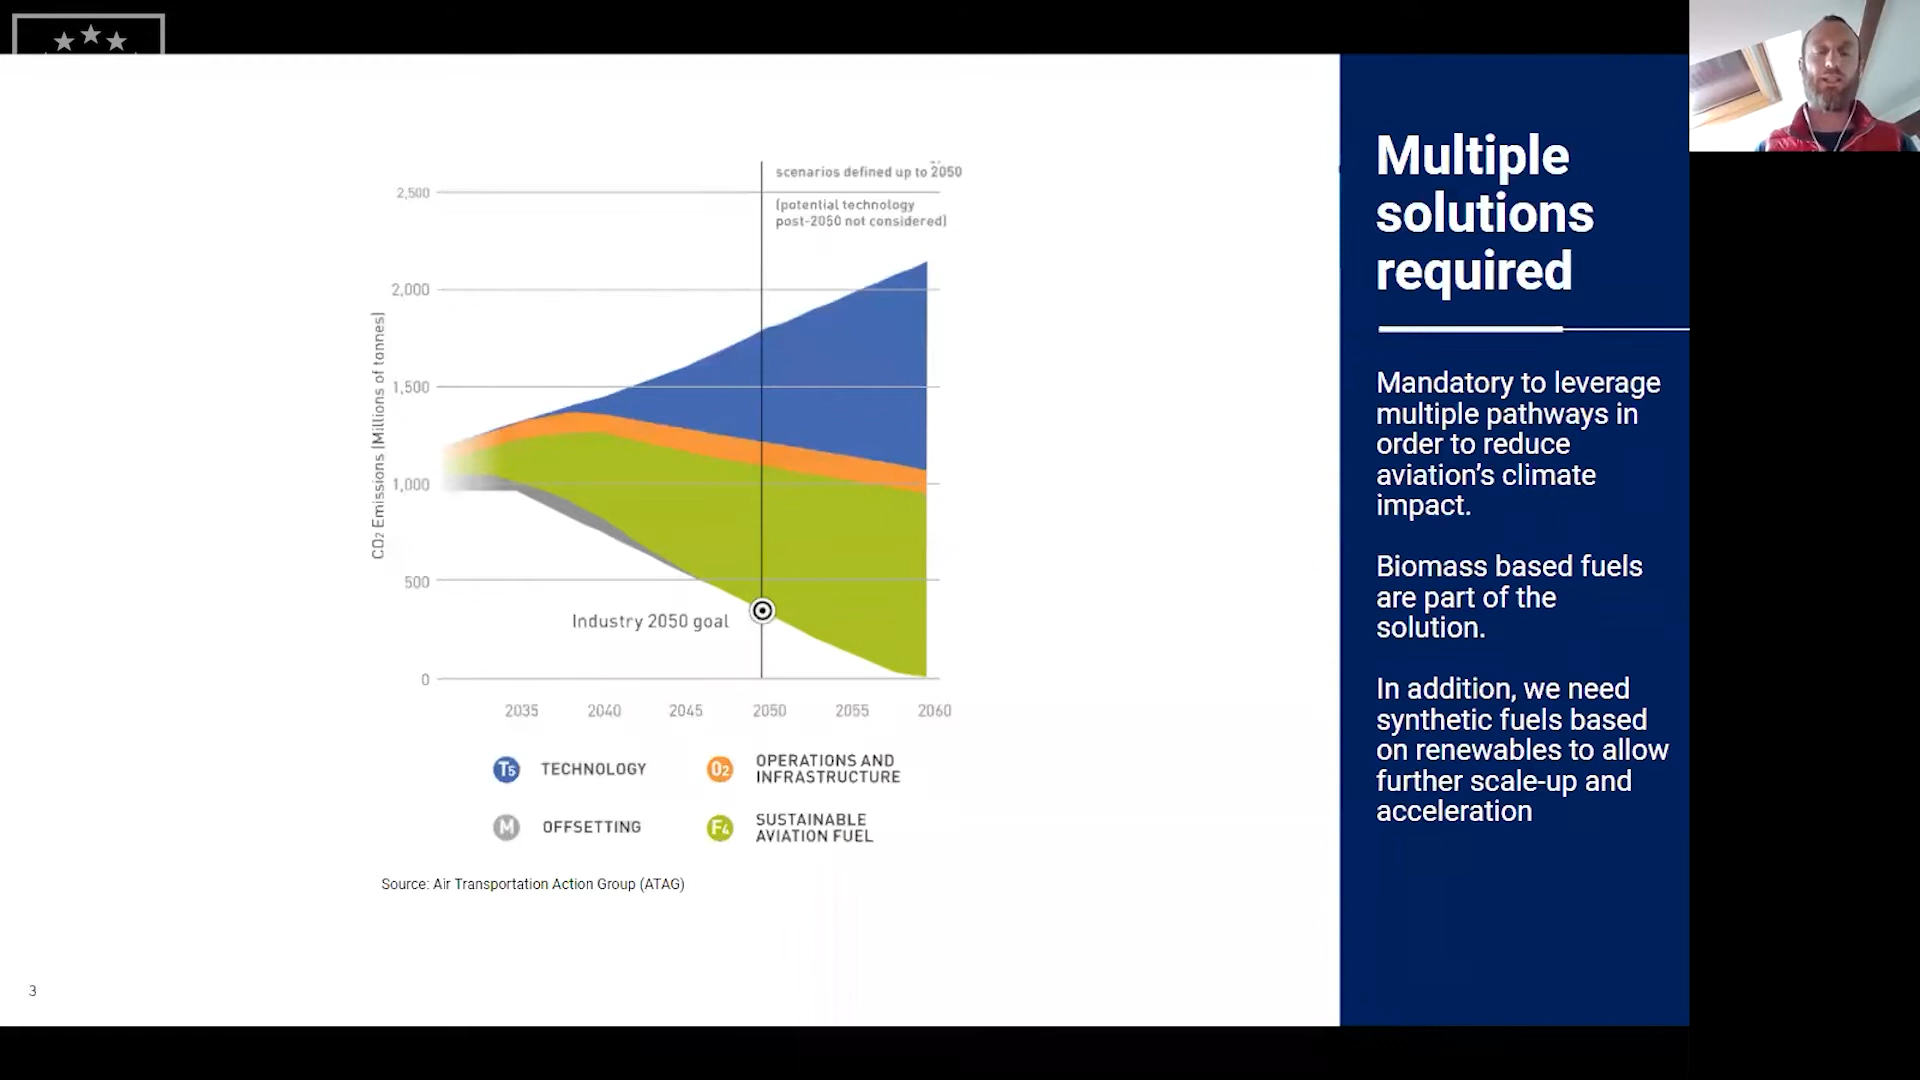 scenarios defined up to 2050
(potential technology
post-2050 not considered)
2,500
2,000
1,500
1,000
500
0
CO2 Emissions (Millions of tonnes)
Industry 2050 goal
2035 2040 2045 2050 2055 2060
T5 TECHNOLOGY
O2 OPERATIONS AND
INFRASTRUCTURE
M OFFSETTING
F4 SUSTAINABLE
AVIATION FUEL
Source: Air Transportation Action Group (ATAG)
3
Multiple
solutions
required
Mandatory to leverage
multiple pathways in
order to reduce
aviation’s climate
impact.
Biomass based fuels
are part of the
solution.
In addition, we need
synthetic fuels based
on renewables to allow
further scale-up and
acceleration